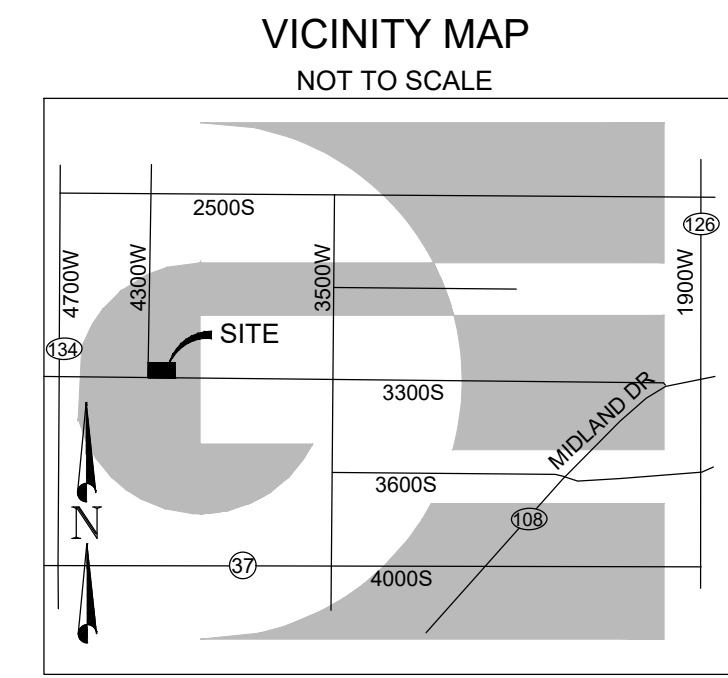 VICINITY MAP
NOT TO SCALE
2500S
126
4700W
4300W
3500W
1900W
SITE
134
3300S
MIDLAND DR
3600S
108
N
37
4000S